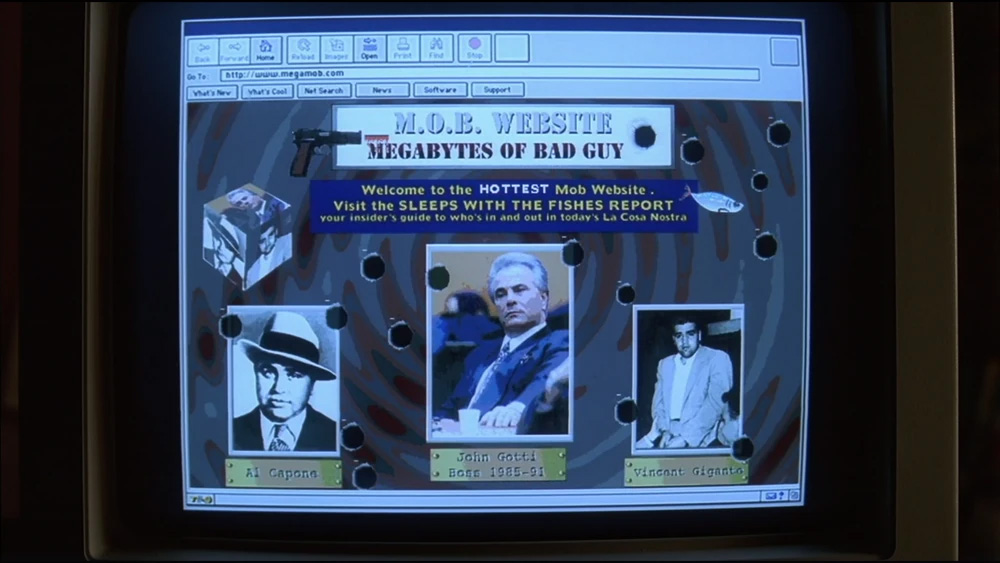 Back Forward Home Reload Images Open Print Find Stop
Go To: http://www.megamob.com
What's New What's Cool Net Search News Software Support
M.O.B. WEBSITE
MEGABYTES OF BAD GUY
Welcome to the HOTTEST Mob Website .
Visit the SLEEPS WITH THE FISHES REPORT
your insider's guide to who's in and out in today's La Cosa Nostra
Al Capone
John Gotti
Boss 1985-91
Vincent Gigante